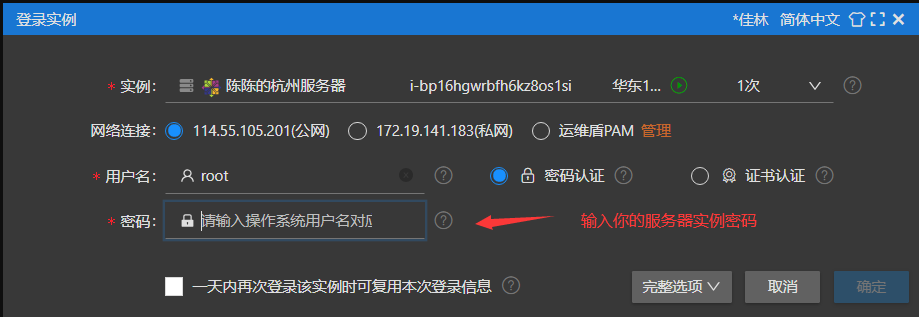 登录实例 *佳林 简体中文
* 实例: 陈陈的杭州服务器 i-bp16hgwrbfh6kz8os1si 华东1... 1次 ?
网络连接: 114.55.105.201(公网) 172.19.141.183(私网) 运维盾PAM 管理
* 用户名: root ? 密码认证 ? 证书认证 ?
* 密码: 请输入操作系统用户名对应 ? 输入你的服务器实例密码
一天内再次登录该实例时可复用本次登录信息 ? 完整选项 取消 确定